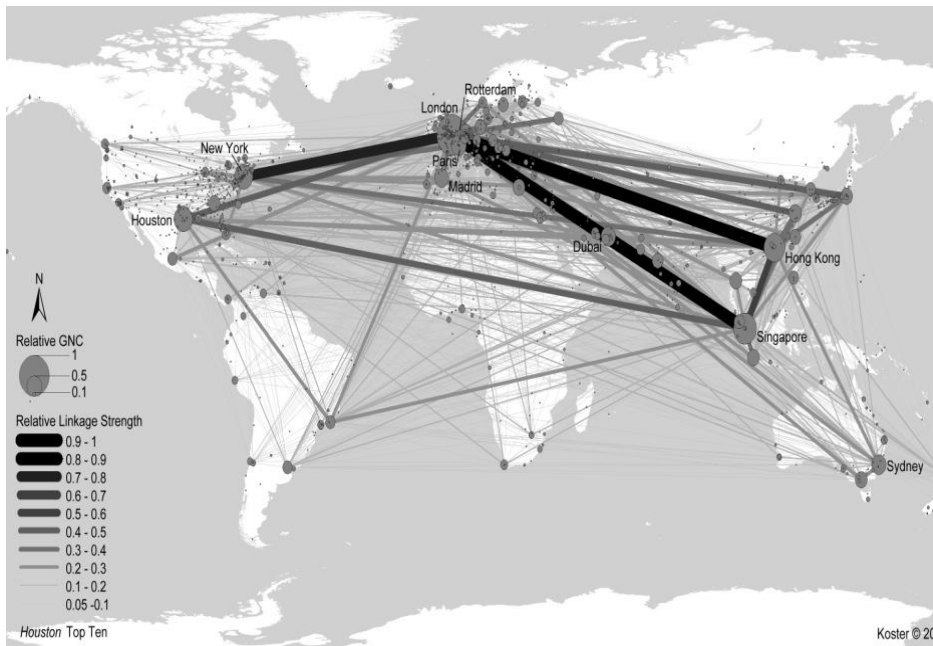 Rotterdam
London
New York
Paris
Madrid
Houston
Dubai
Hong Kong
Singapore
Sydney
N
Relative GNC
1
0.5
0.1
Relative Linkage Strength
0.9 - 1
0.8 - 0.9
0.7 - 0.8
0.6 - 0.7
0.5 - 0.6
0.4 - 0.5
0.3 - 0.4
0.2 - 0.3
0.1 - 0.2
0.05 -0.1
Houston Top Ten
Koster © 20